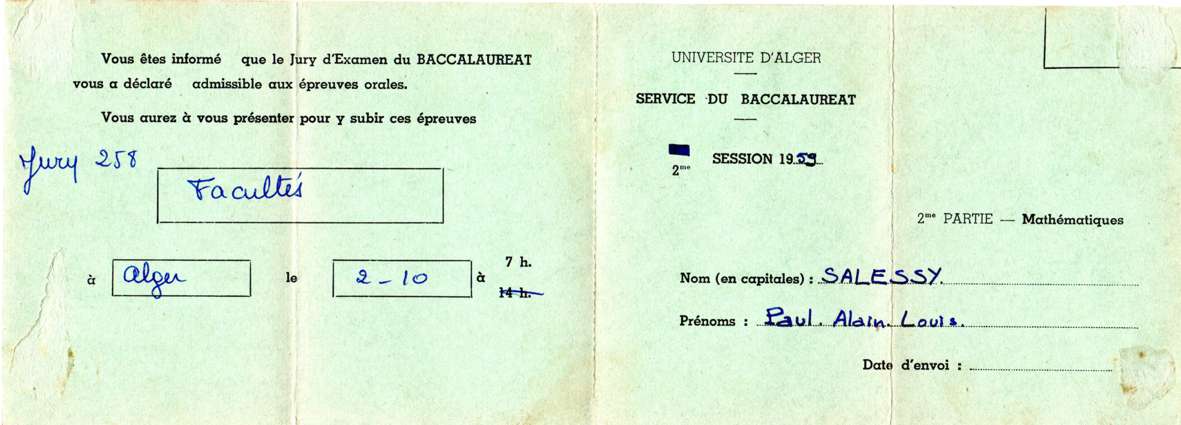 Vous êtes informé que le Jury d'Examen du BACCALAUREAT
vous a déclaré admissible aux épreuves orales.
Vous aurez à vous présenter pour y subir ces épreuves
Jury 258
Facultés
à Alger le 2-10 à 7 h.
14 h.
UNIVERSITE D'ALGER
SERVICE DU BACCALAUREAT
2me SESSION 1959
2me PARTIE — Mathématiques
Nom (en capitales) : SALESSY
Prénoms : Paul. Alain. Louis.
Date d'envoi :